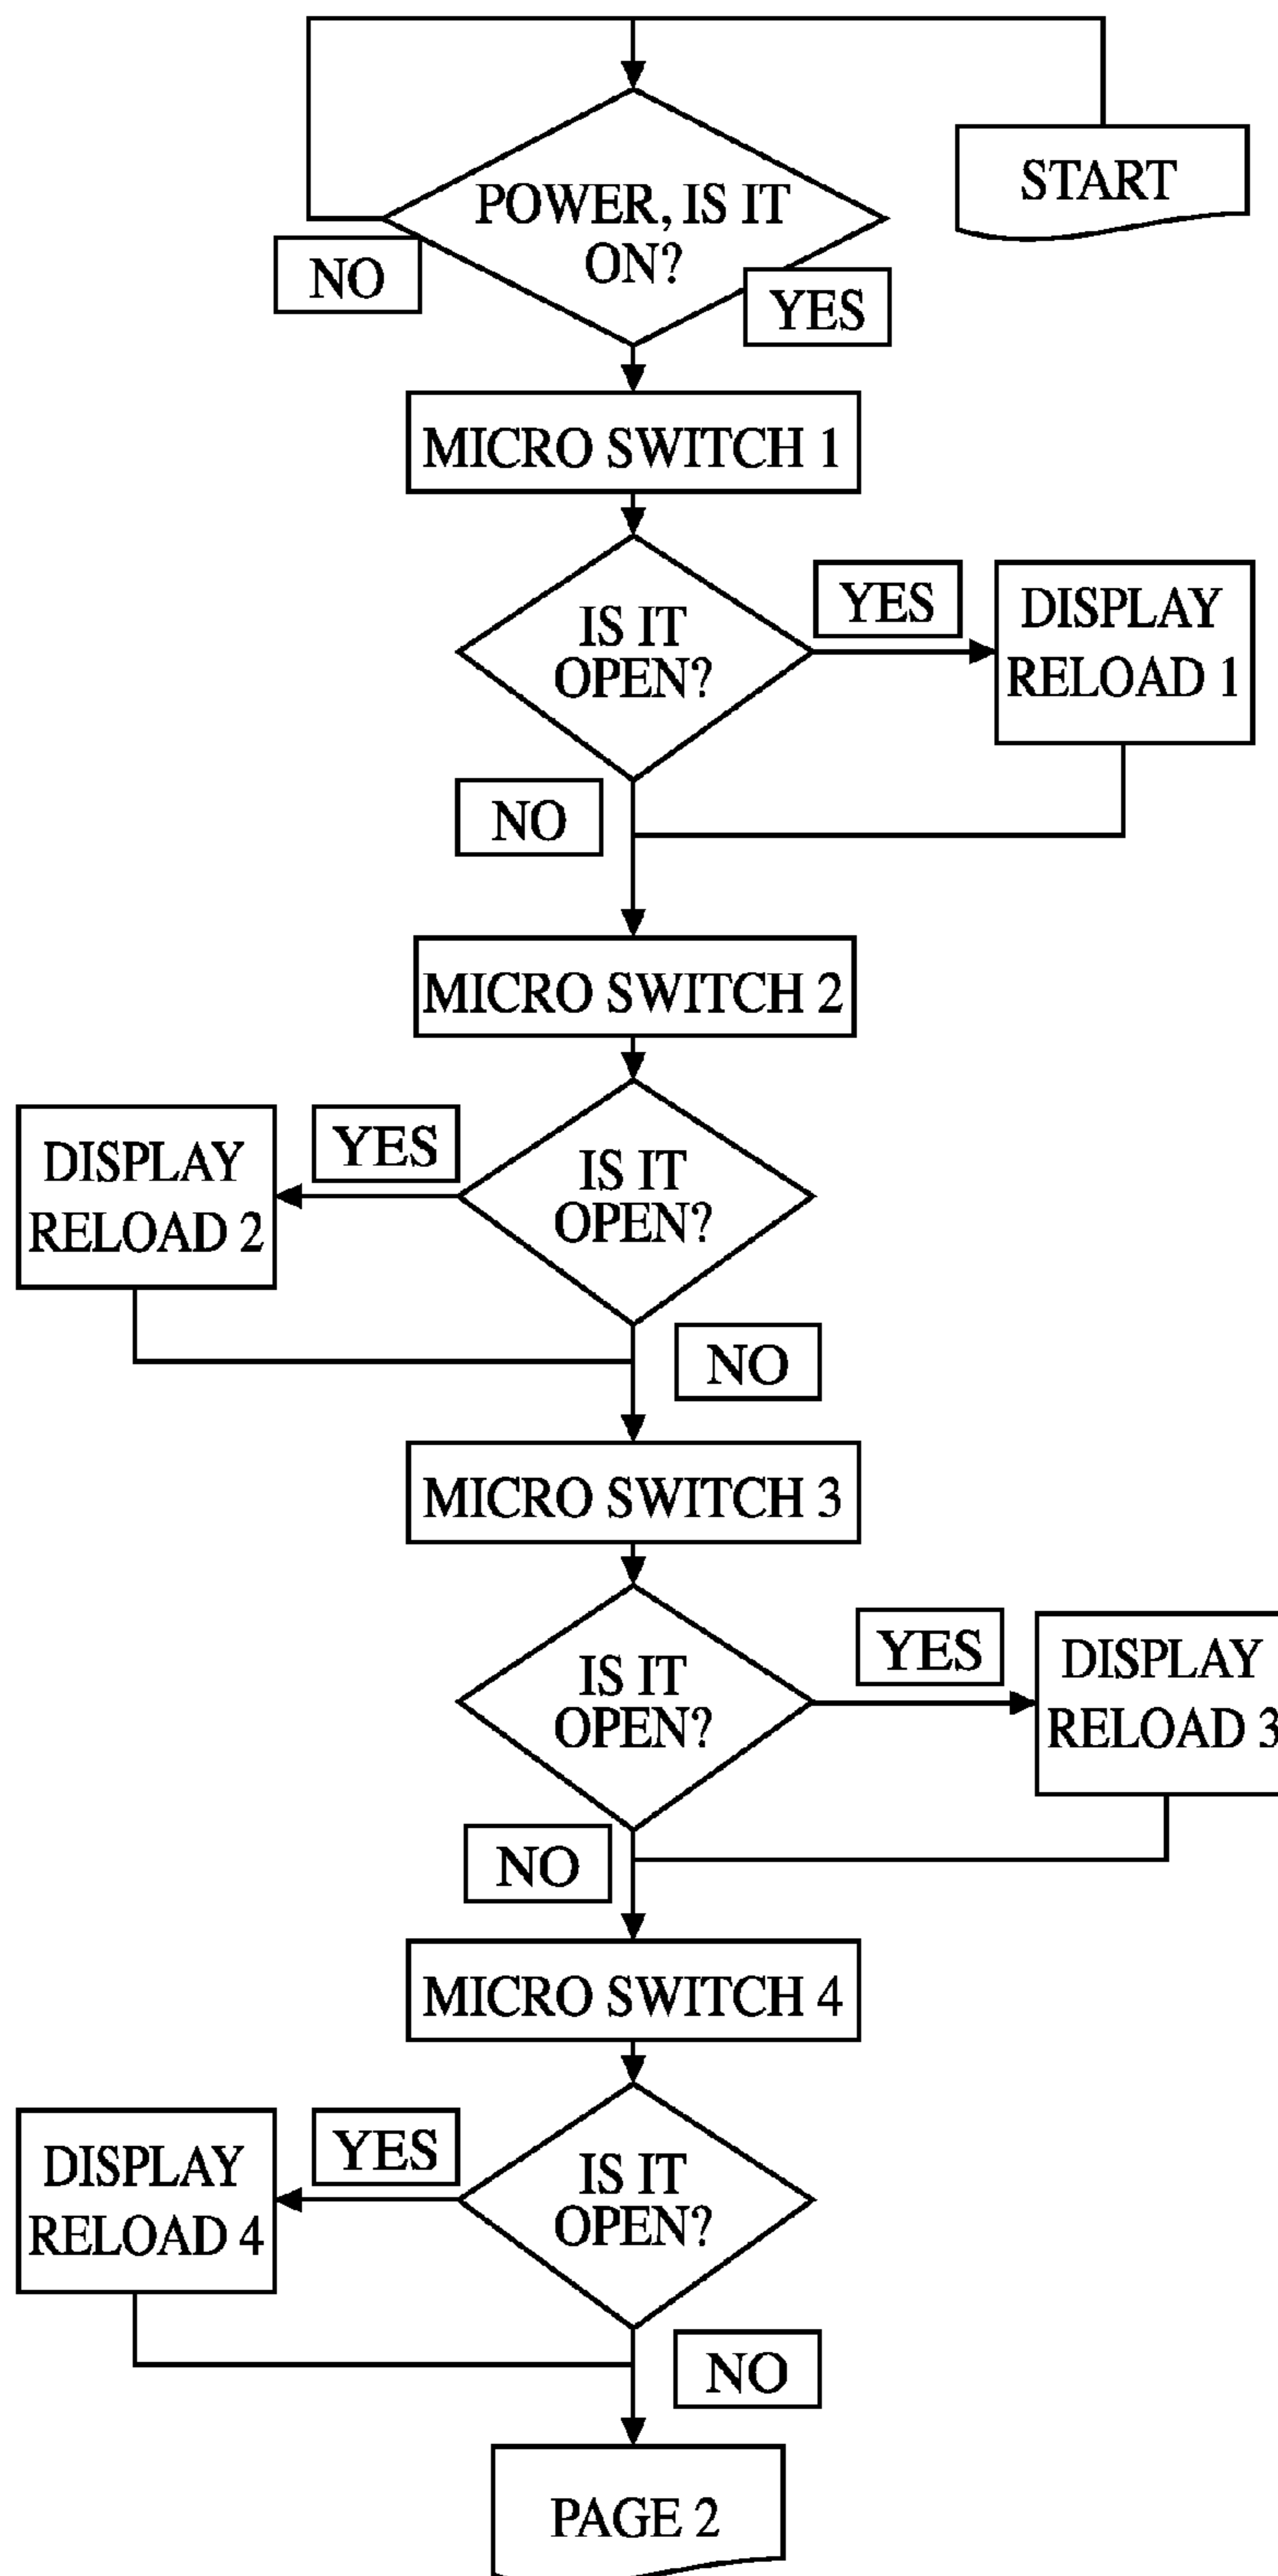 START
POWER, IS IT
ON?
NO
YES
MICRO SWITCH 1
IS IT
OPEN?
YES
DISPLAY
RELOAD 1
NO
MICRO SWITCH 2
IS IT
OPEN?
YES
DISPLAY
RELOAD 2
NO
MICRO SWITCH 3
IS IT
OPEN?
YES
DISPLAY
RELOAD 3
NO
MICRO SWITCH 4
IS IT
OPEN?
YES
DISPLAY
RELOAD 4
NO
PAGE 2